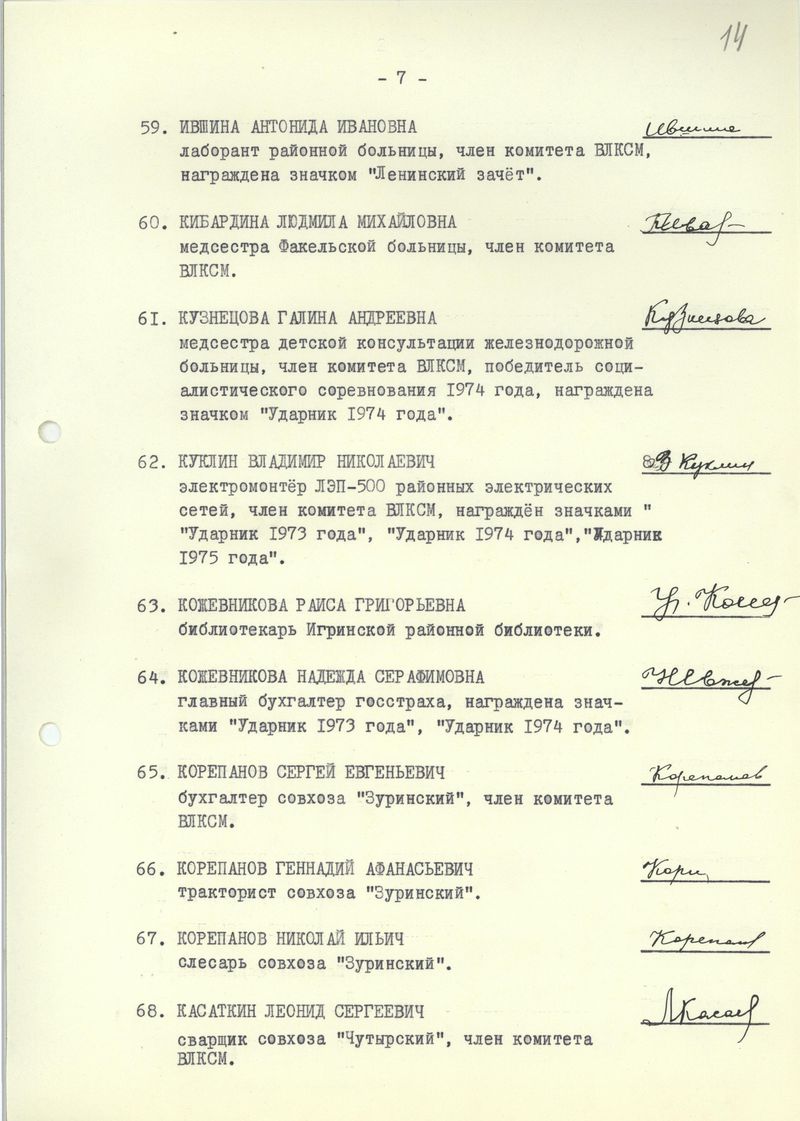 14
- 7 -
59. ИВШИНА АНТОНИДА ИВАНОВНА Ившина
лаборант районной больницы, член комитета ВЛКСМ,
награждена значком "Ленинский зачёт".
60. КИБАРДИНА ЛЮДМИЛА МИХАЙЛОВНА
медсестра Факельской больницы, член комитета
ВЛКСМ.
61. КУЗНЕЦОВА ГАЛИНА АНДРЕЕВНА Кузнецова
медсестра детской консультации железнодорожной
больницы, член комитета ВЛКСМ, победитель соци-
алистического соревнования 1974 года, награждена
значком "Ударник 1974 года".
62. КУКЛИН ВЛАДИМИР НИКОЛАЕВИЧ В Куклин
электромонтёр ЛЭП-500 районных электрических
сетей, член комитета ВЛКСМ, награждён значками "
"Ударник 1973 года", "Ударник 1974 года","Ударник
1975 года".
63. КОЖЕВНИКОВА РАИСА ГРИГОРЬЕВНА
библиотекарь Игринской районной библиотеки.
64. КОЖЕВНИКОВА НАДЕЖДА СЕРАФИМОВНА
главный бухгалтер госстраха, награждена знач-
ками "Ударник 1973 года", "Ударник 1974 года".
65. КОРЕПАНОВ СЕРГЕЙ ЕВГЕНЬЕВИЧ Корепанов
бухгалтер совхоза "Зуринский", член комитета
ВЛКСМ.
66. КОРЕПАНОВ ГЕННАДИЙ АФАНАСЬЕВИЧ
тракторист совхоза "Зуринский".
67. КОРЕПАНОВ НИКОЛАЙ ИЛЬИЧ Корепанов
слесарь совхоза "Зуринский".
68. КАСАТКИН ЛЕОНИД СЕРГЕЕВИЧ
сварщик совхоза "Чутырский", член комитета
ВЛКСМ.